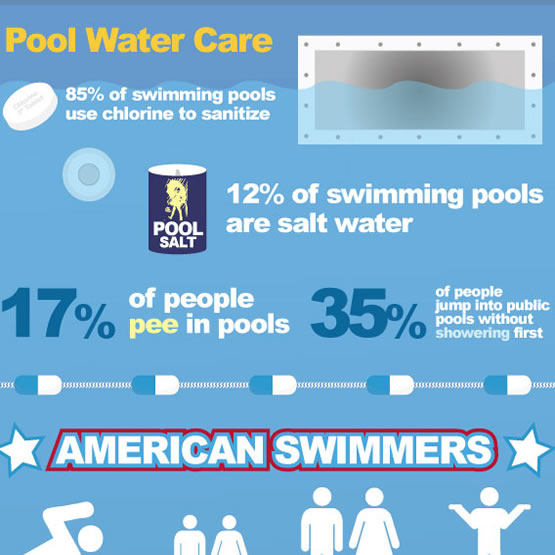 Pool Water Care
85% of swimming pools
use chlorine to sanitize
12% of swimming pools
are salt water
POOL
SALT
17% of people
pee in pools
35% of people
jump into public
pools without
showering first
AMERICAN SWIMMERS